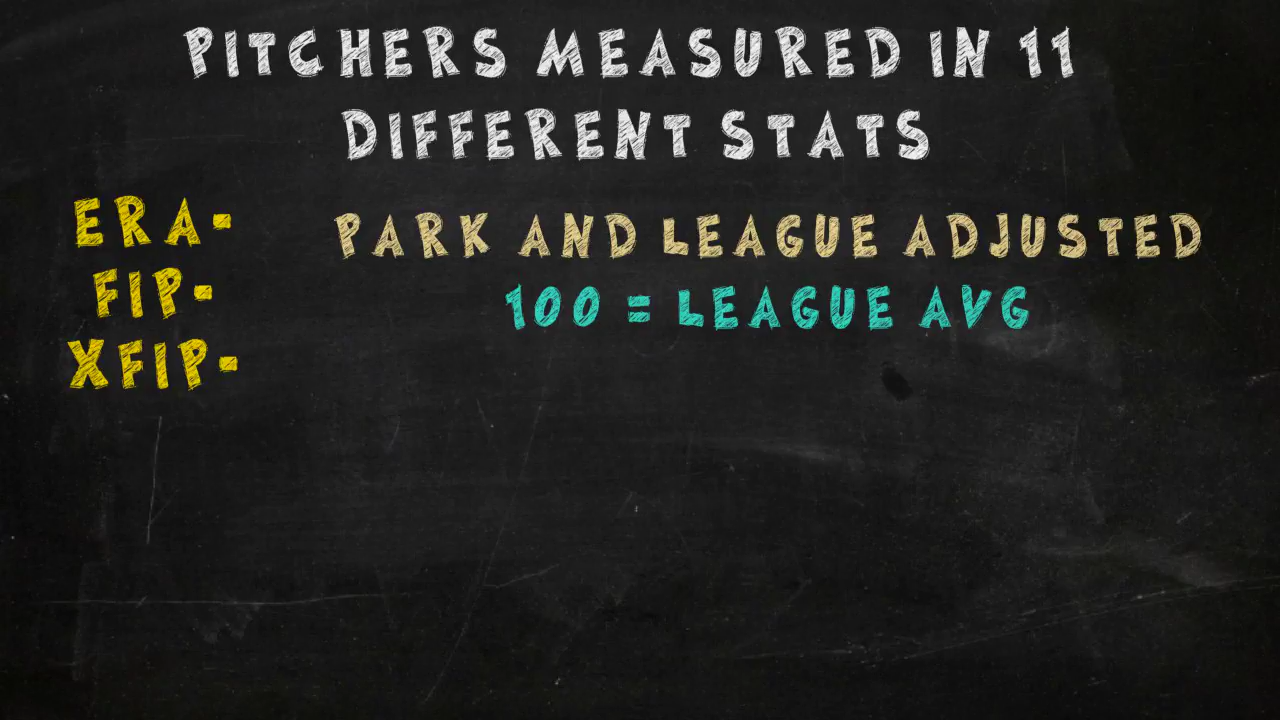 PITCHERS MEASURED IN 11
DIFFERENT STATS
ERA-
FIP-
XFIP-
PARK AND LEAGUE ADJUSTED
100 = LEAGUE AVG